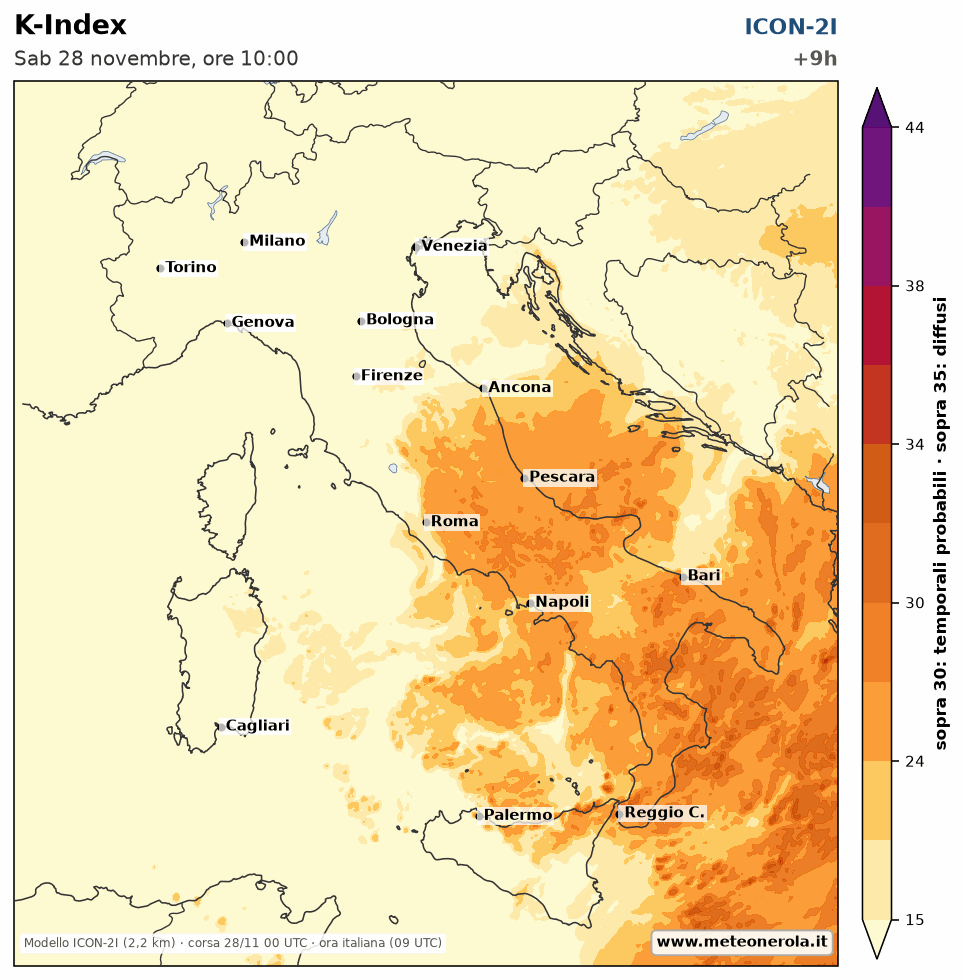 K-Index
ICON-2I
Sab 28 novembre, ore 10:00
+9h
Milano
Venezia
Torino
Genova
Bologna
Firenze
Ancona
Pescara
Roma
Bari
Napoli
Cagliari
Palermo
Reggio C.
44
38
34
30
24
15
sopra 30: temporali probabili · sopra 35: diffusi
Modello ICON-2I (2,2 km) · corsa 28/11 00 UTC · ora italiana (09 UTC)
www.meteonerola.it